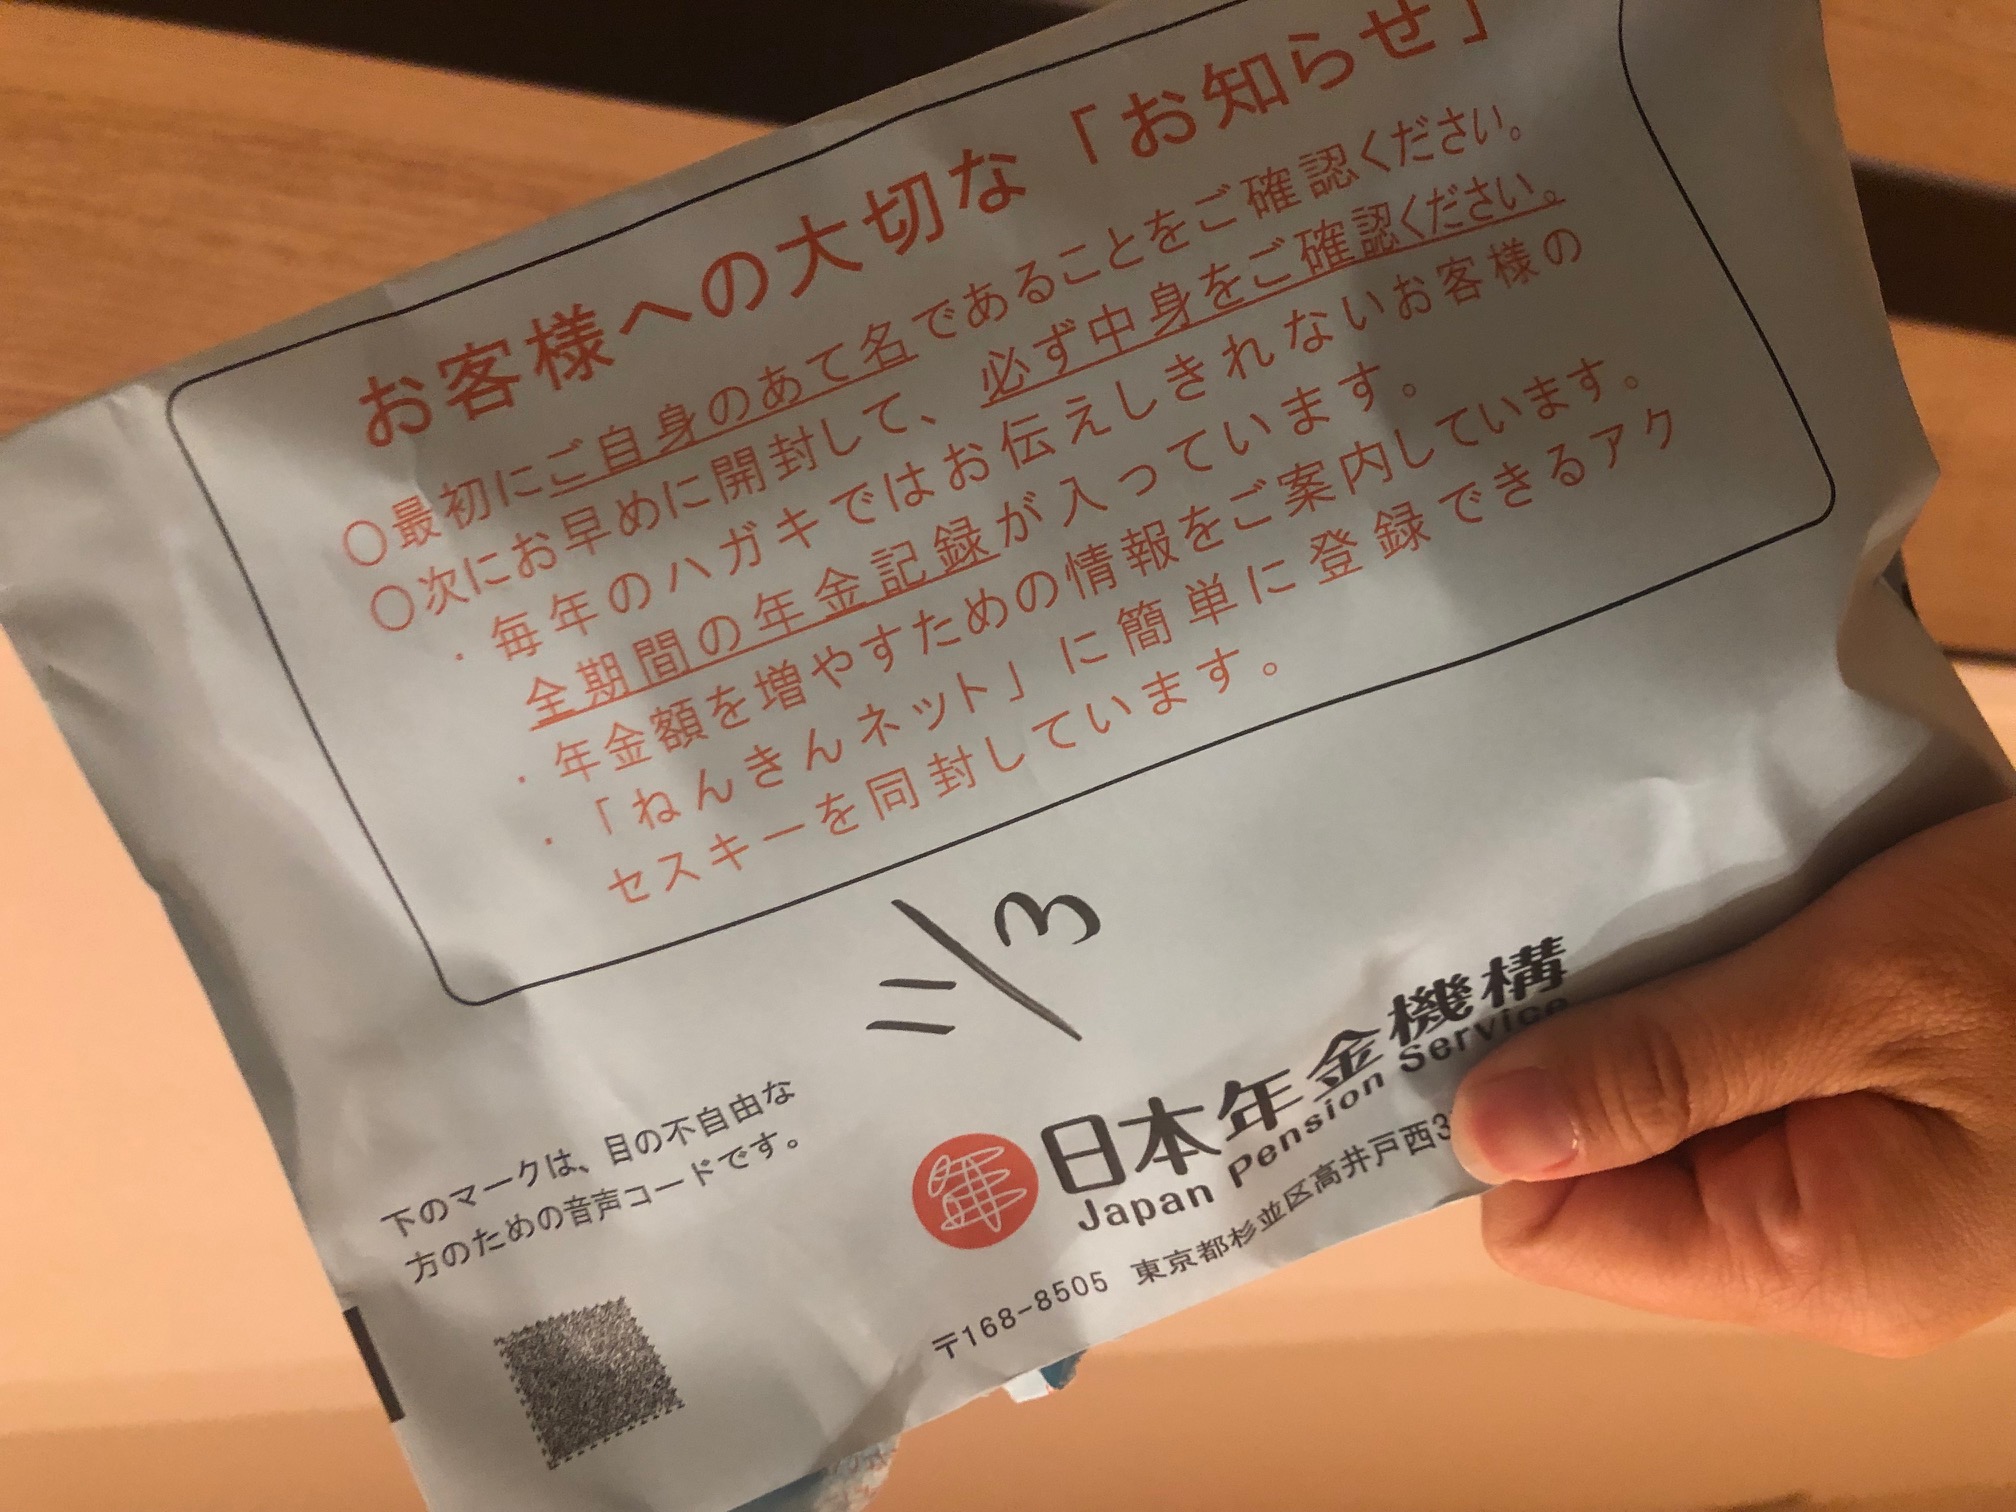 お客様への大切な「お知らせ」
○最初にご自身のあて名であることをご確認ください。
○次にお早めに開封して、必ず中身をご確認ください。
・毎年のハガキではお伝えしきれないお客様の
全期間の年金記録が入っています。
・年金額を増やすための情報をご案内しています。
・「ねんきんネット」に簡単に登録できるアク
セスキーを同封しています。
下のマークは、目の不自由な
方のための音声コードです。
年
日本年金機構
Japan Pension Service
〒168-8505 東京都杉並区高井戸西3